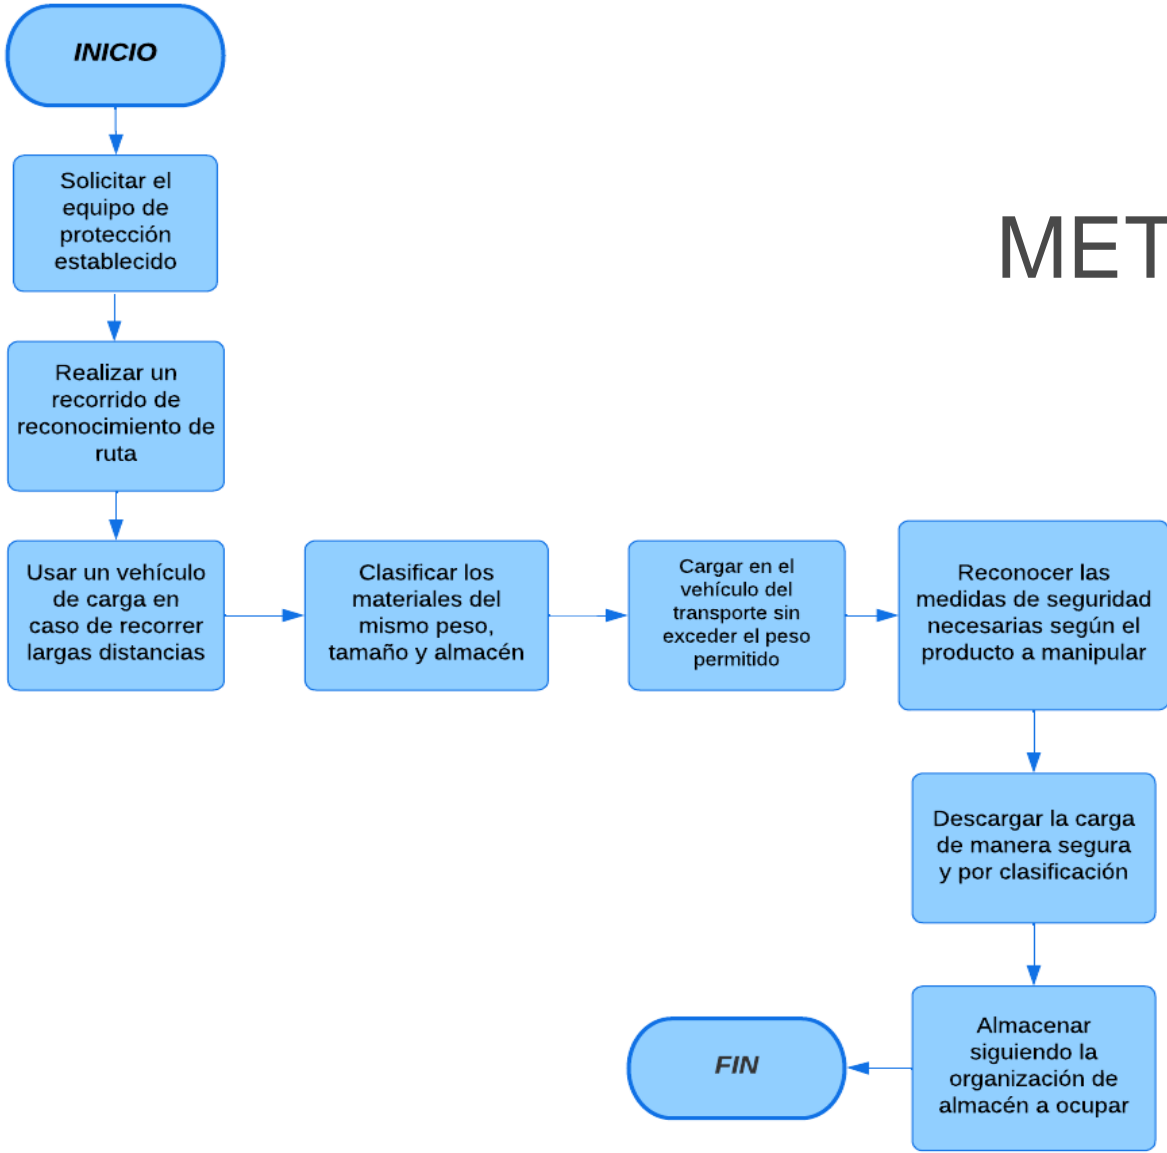 INICIO
Solicitar el
equipo de
protección
establecido
MET
Realizar un
recorrido de
reconocimiento de
ruta
Usar un vehículo
de carga en
caso de recorrer
largas distancias
Clasificar los
materiales del
mismo peso,
tamaño y almacén
Cargar en el
vehículo del
transporte sin
exceder el peso
permitido
Reconocer las
medidas de seguridad
necesarias según el
producto a manipular
Descargar la carga
de manera segura
y por clasificación
Almacenar
siguiendo la
organización de
almacén a ocupar
FIN